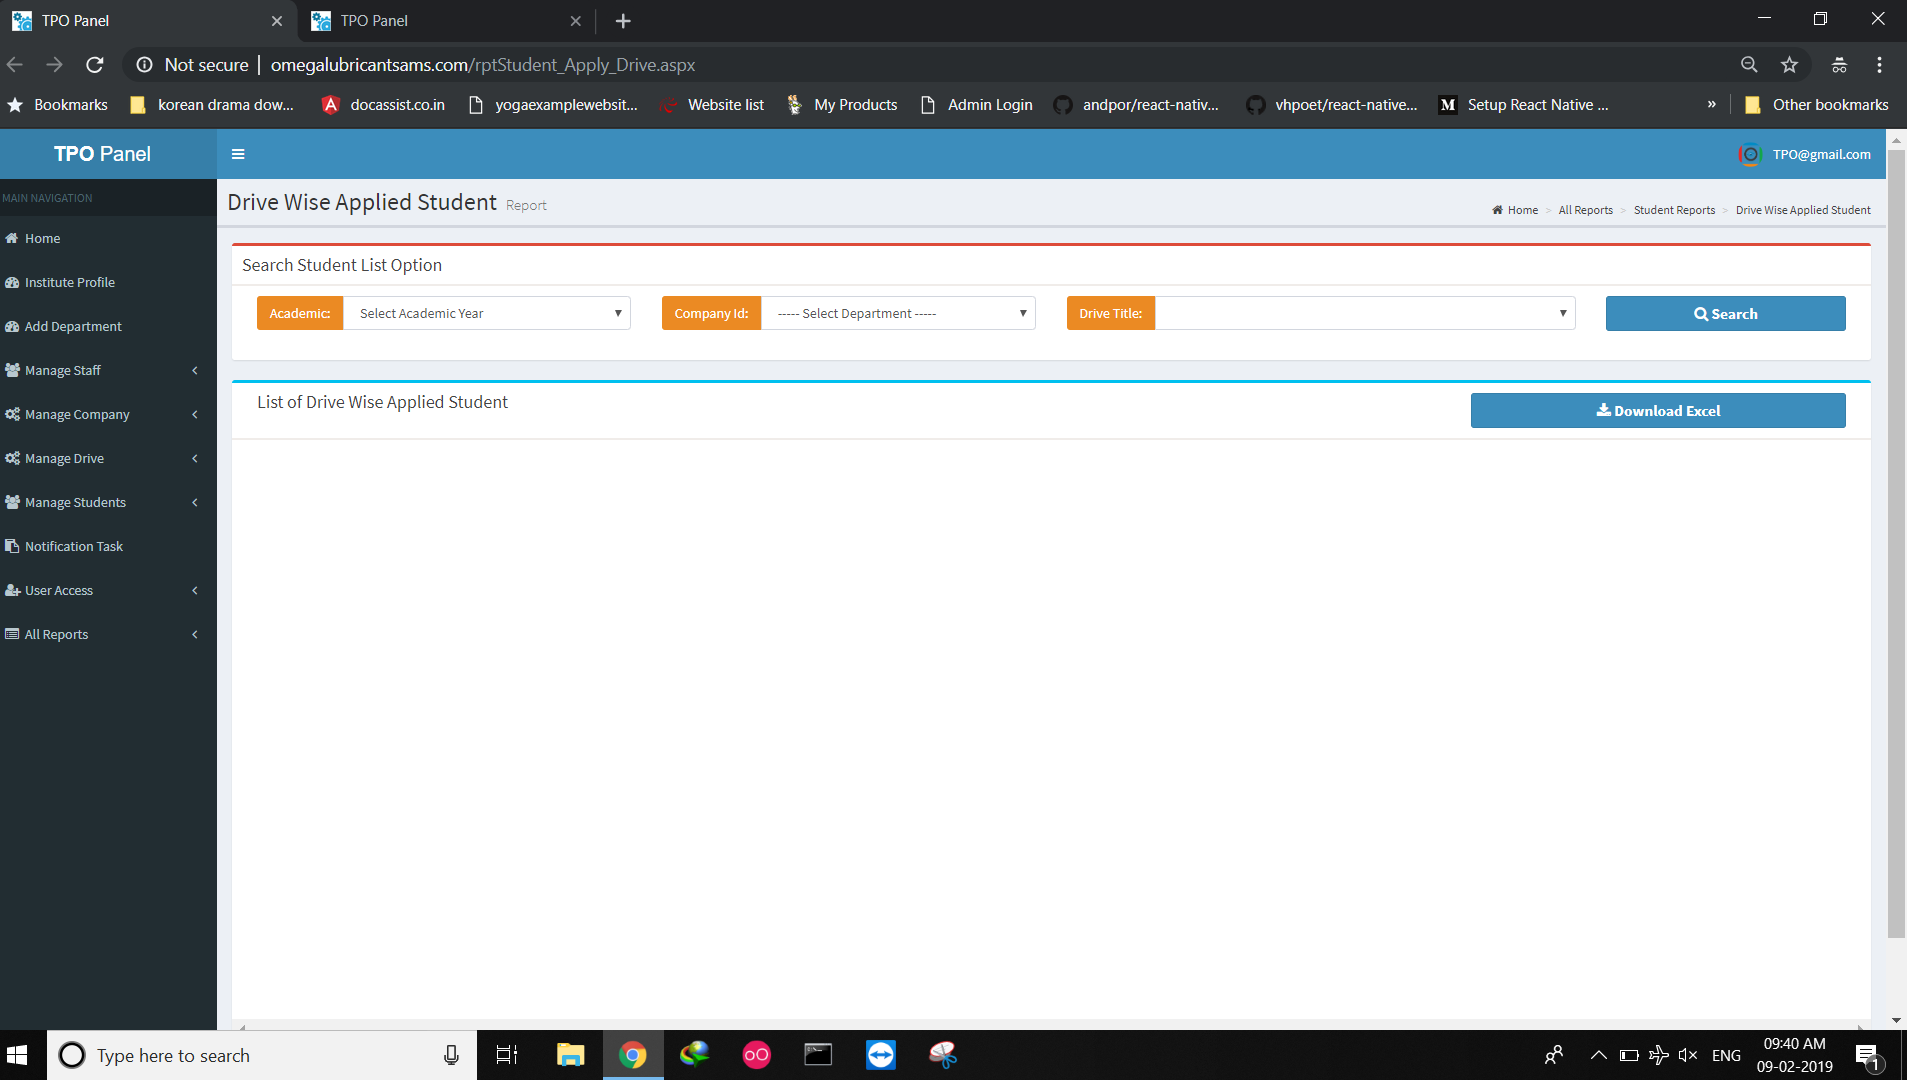 TPO Panel
TPO Panel
Not secure | omegalubricantsams.com/rptStudent_Apply_Drive.aspx
Bookmarks korean drama dow... docassist.co.in yogaexamplewebsit... Website list My Products Admin Login andpor/react-nativ... vhpoet/react-native... M Setup React Native ... » Other bookmarks
TPO Panel
TPO@gmail.com
MAIN NAVIGATION
Home
Institute Profile
Add Department
Manage Staff
Manage Company
Manage Drive
Manage Students
Notification Task
User Access
All Reports
Drive Wise Applied Student Report
Home > All Reports > Student Reports > Drive Wise Applied Student
Search Student List Option
Academic: Select Academic Year
Company Id: ----- Select Department -----
Drive Title:
Search
List of Drive Wise Applied Student
Download Excel
Type here to search
ENG
09:40 AM
09-02-2019
1